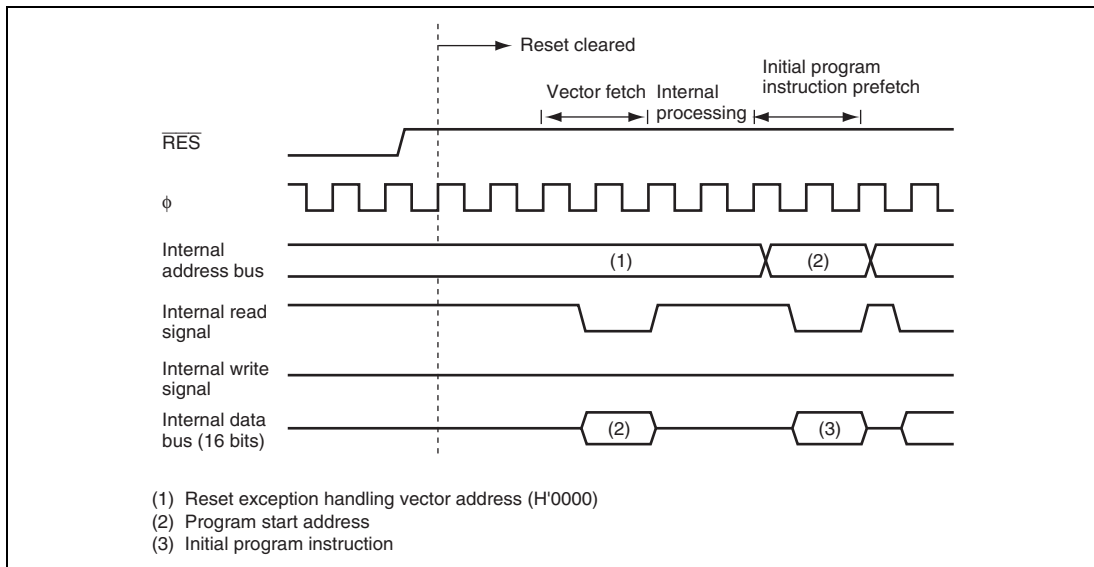 Reset cleared
Vector fetch
Internal
processing
Initial program
instruction prefetch
RES
φ
Internal
address bus
(1)
(2)
Internal read
signal
Internal write
signal
Internal data
bus (16 bits)
(2)
(3)
(1) Reset exception handling vector address (H'0000)
(2) Program start address
(3) Initial program instruction